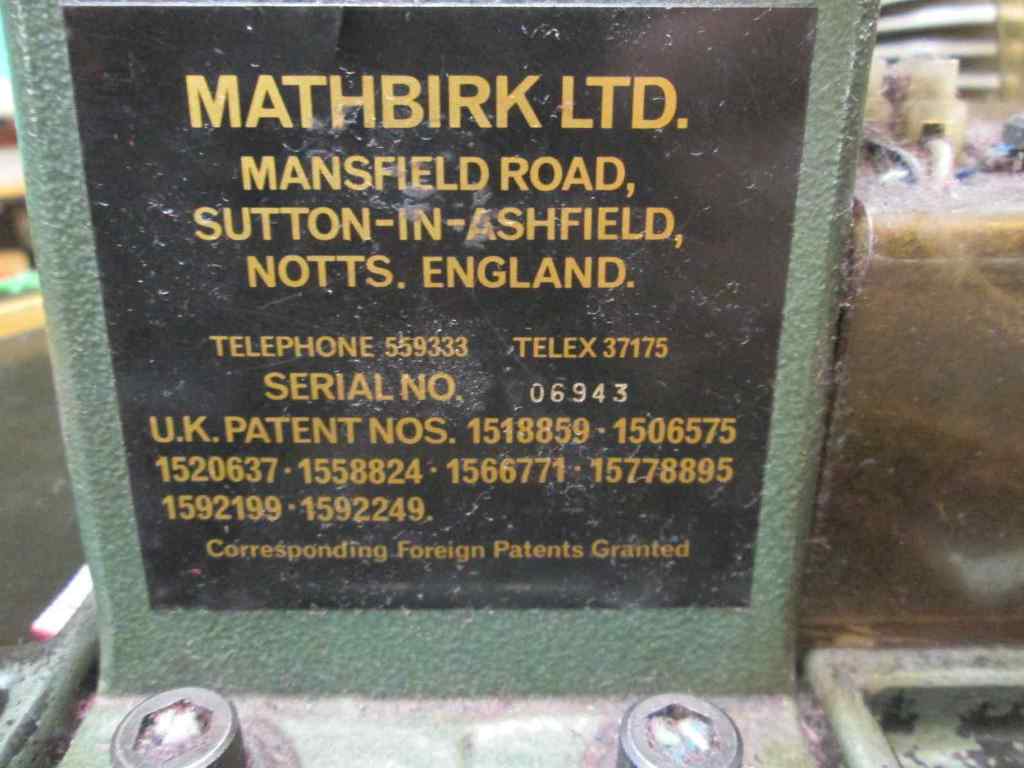 MATHBIRK LTD.
MANSFIELD ROAD,
SUTTON-IN-ASHFIELD,
NOTTS. ENGLAND.
TELEPHONE 559333 TELEX 37175
SERIAL NO. 06943
U.K. PATENT NOS. 1518859·1506575
1520637·1558824·1566771·15778895
1592199·1592249.
Corresponding Foreign Patents Granted